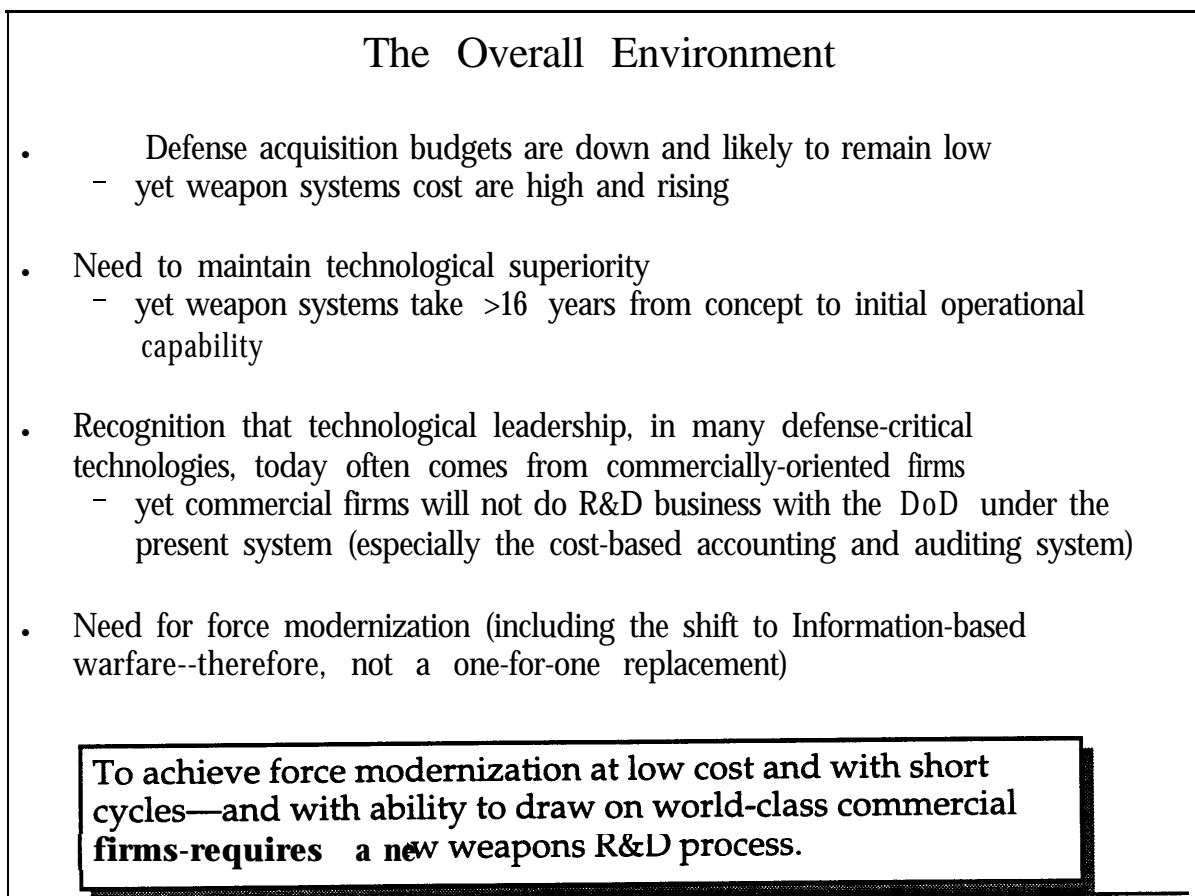 The Overall Environment
• Defense acquisition budgets are down and likely to remain low
– yet weapon systems cost are high and rising
• Need to maintain technological superiority
– yet weapon systems take >16 years from concept to initial operational
capability
• Recognition that technological leadership, in many defense-critical
technologies, today often comes from commercially-oriented firms
– yet commercial firms will not do R&D business with the DoD under the
present system (especially the cost-based accounting and auditing system)
• Need for force modernization (including the shift to Information-based
warfare--therefore, not a one-for-one replacement)
To achieve force modernization at low cost and with short
cycles—and with ability to draw on world-class commercial
firms-requires a new weapons R&D process.